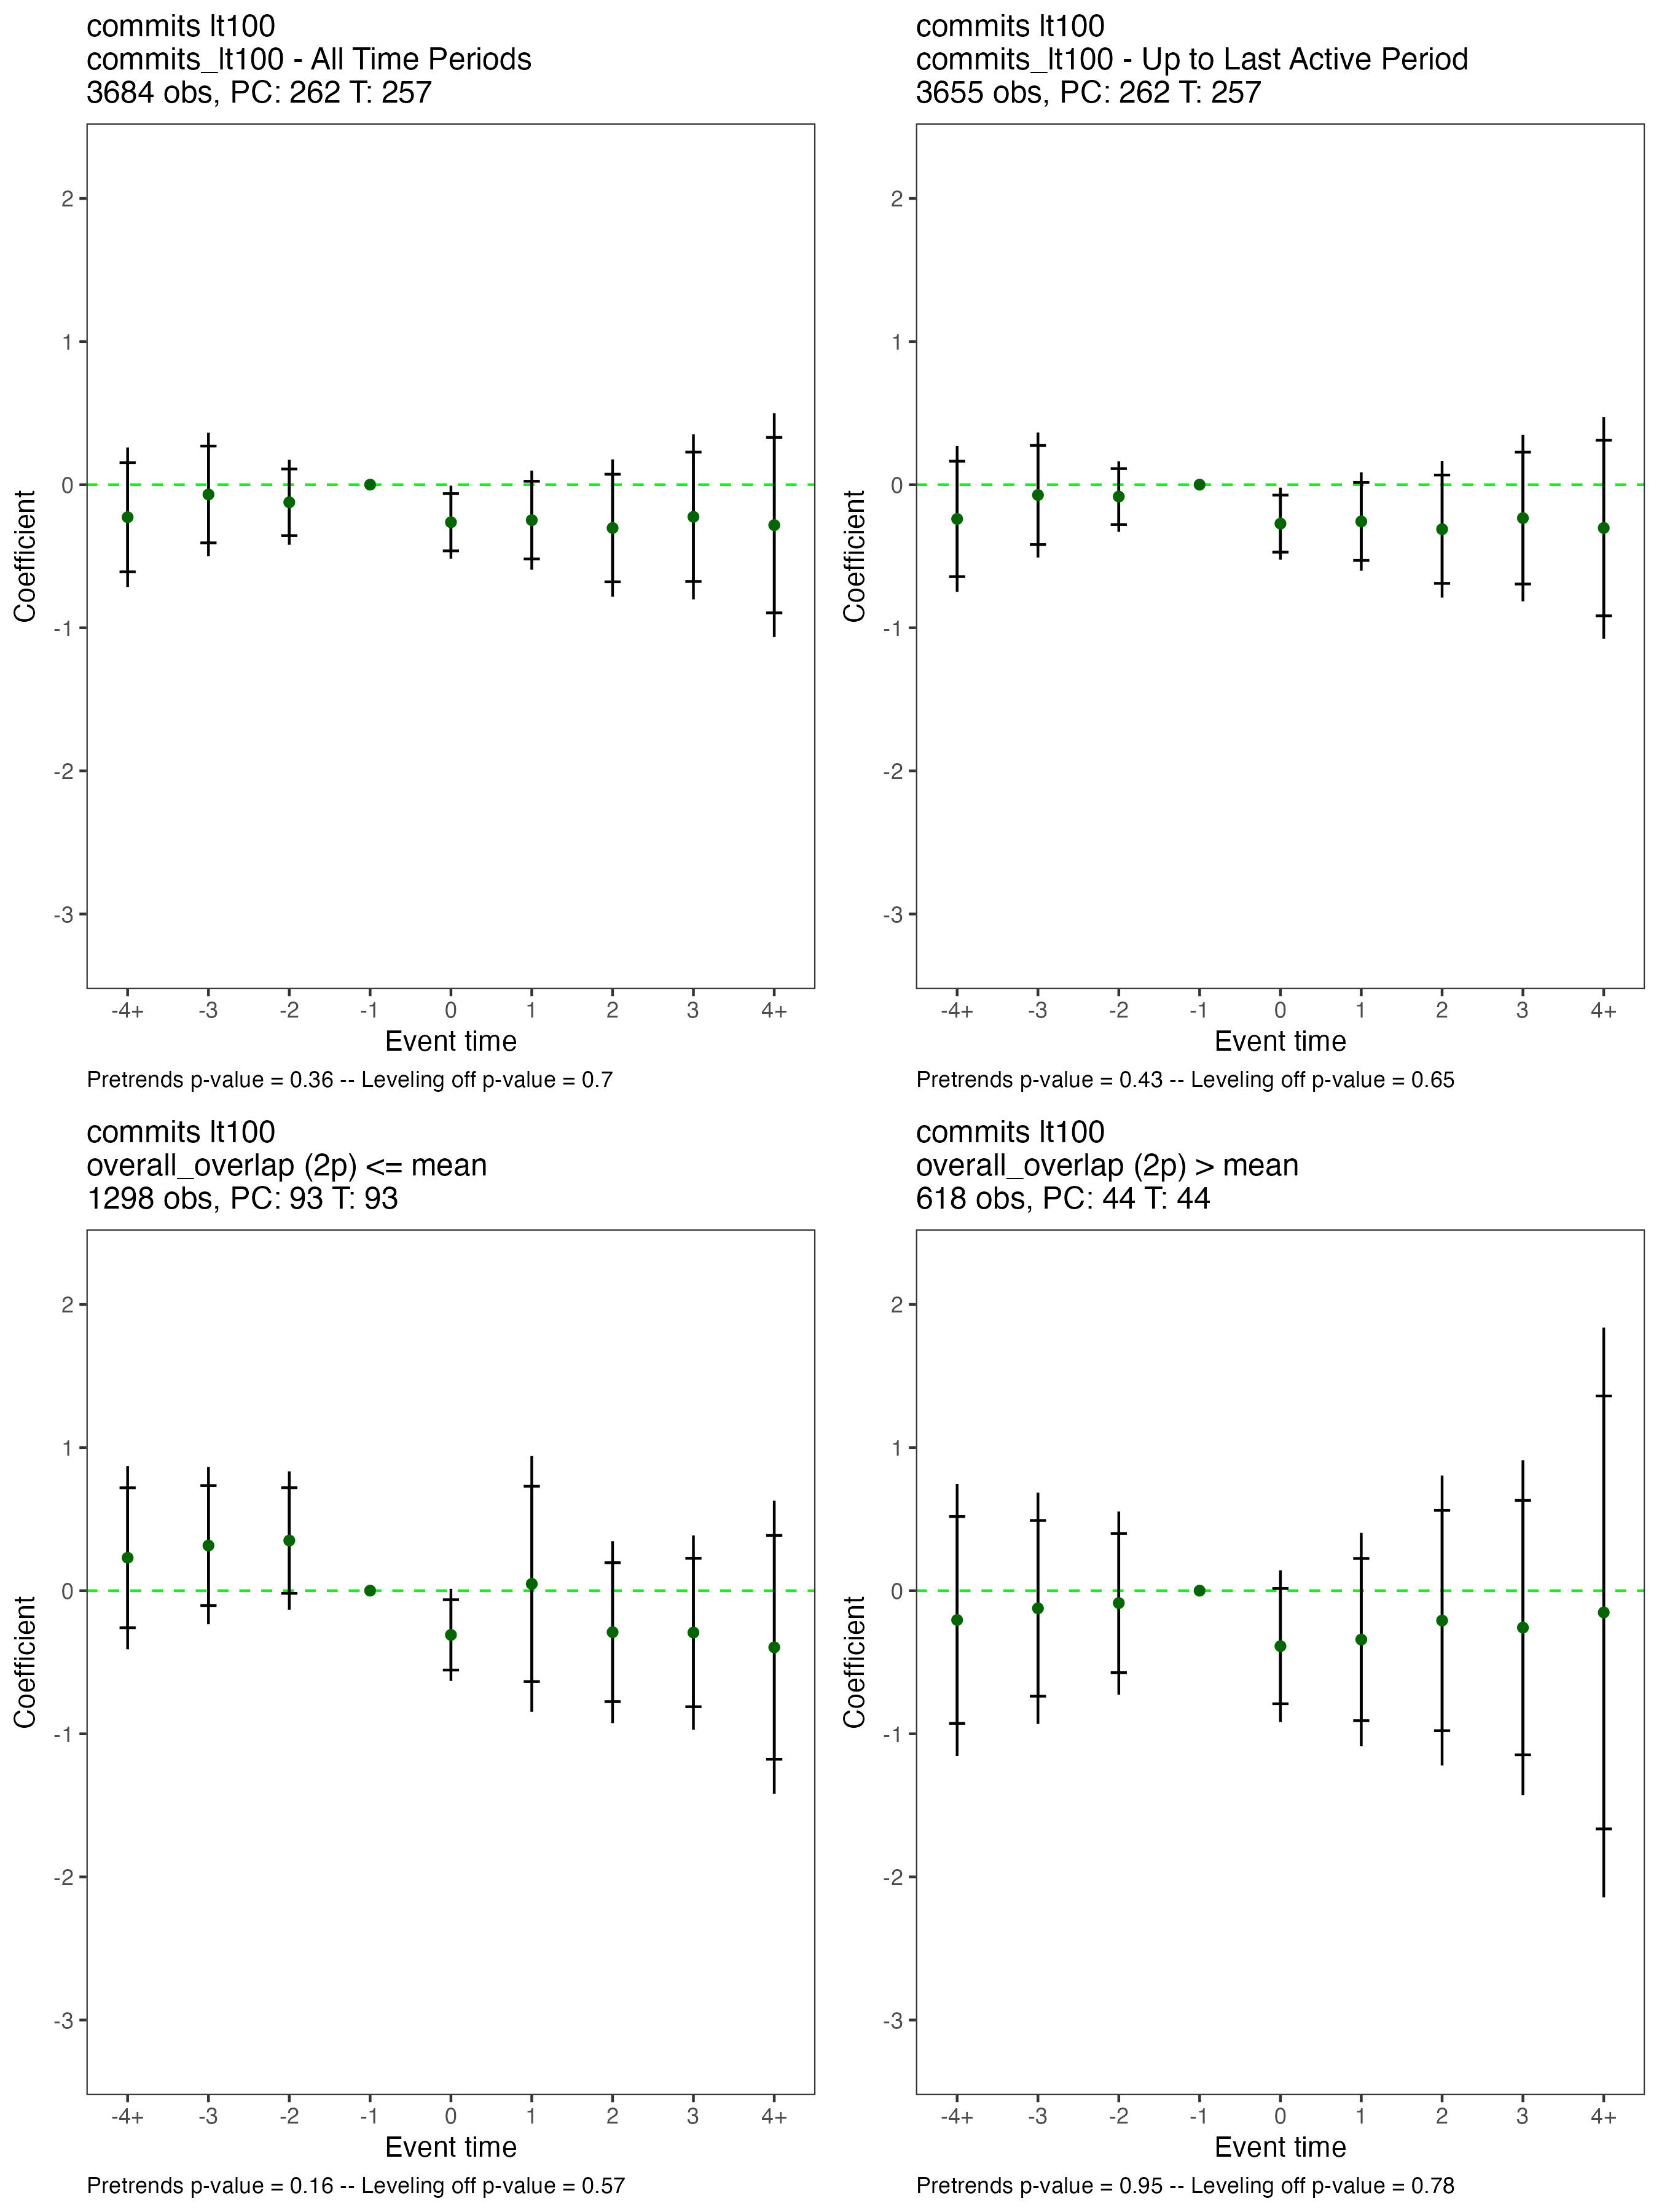 commits lt100
commits_lt100 - All Time Periods
3684 obs, PC: 262 T: 257
2
1
0
-1
-2
-3
Coefficient
-4+ -3 -2 -1 0 1 2 3 4+
Event time
Pretrends p-value = 0.36 -- Leveling off p-value = 0.7
commits lt100
commits_lt100 - Up to Last Active Period
3655 obs, PC: 262 T: 257
2
1
0
-1
-2
-3
Coefficient
-4+ -3 -2 -1 0 1 2 3 4+
Event time
Pretrends p-value = 0.43 -- Leveling off p-value = 0.65
commits lt100
overall_overlap (2p) <= mean
1298 obs, PC: 93 T: 93
2
1
0
-1
-2
-3
Coefficient
-4+ -3 -2 -1 0 1 2 3 4+
Event time
Pretrends p-value = 0.16 -- Leveling off p-value = 0.57
commits lt100
overall_overlap (2p) > mean
618 obs, PC: 44 T: 44
2
1
0
-1
-2
-3
Coefficient
-4+ -3 -2 -1 0 1 2 3 4+
Event time
Pretrends p-value = 0.95 -- Leveling off p-value = 0.78